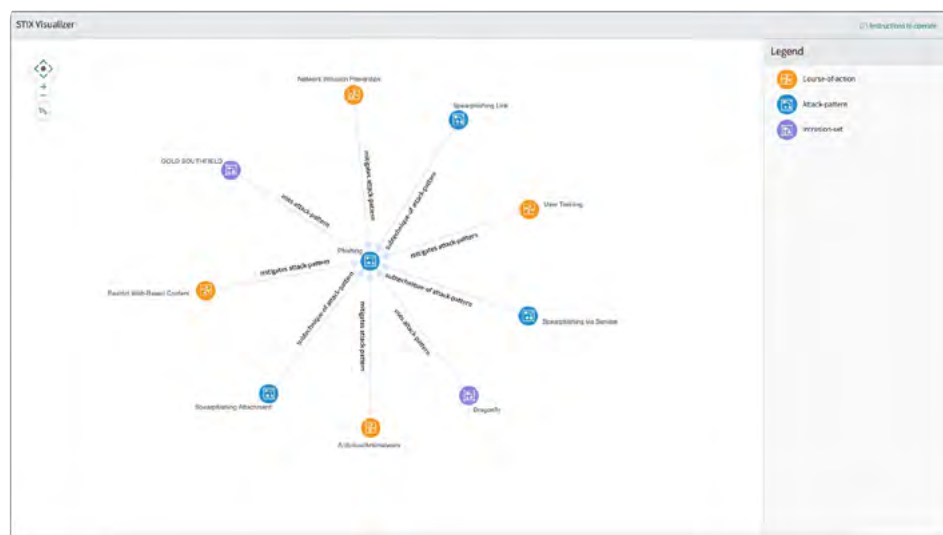 STIX Visualizer
Instructions to operate
Legend
Course-of-action
Attack-pattern
Intrusion-set
Network Intrusion Prevention
Spearphishing Link
GOLD SOUTHFIELD
mitigates attack-pattern
subtechnique of attack-pattern
uses attack-pattern
User Training
Phishing
mitigates attack-pattern
mitigates attack-pattern
subtechnique of attack-pattern
Restrict Web-Based Content
subtechnique of attack-pattern
mitigates attack-pattern
uses attack-pattern
Spearphishing via Service
Spearphishing Attachment
Dragonfly
Antivirus/Antimalware